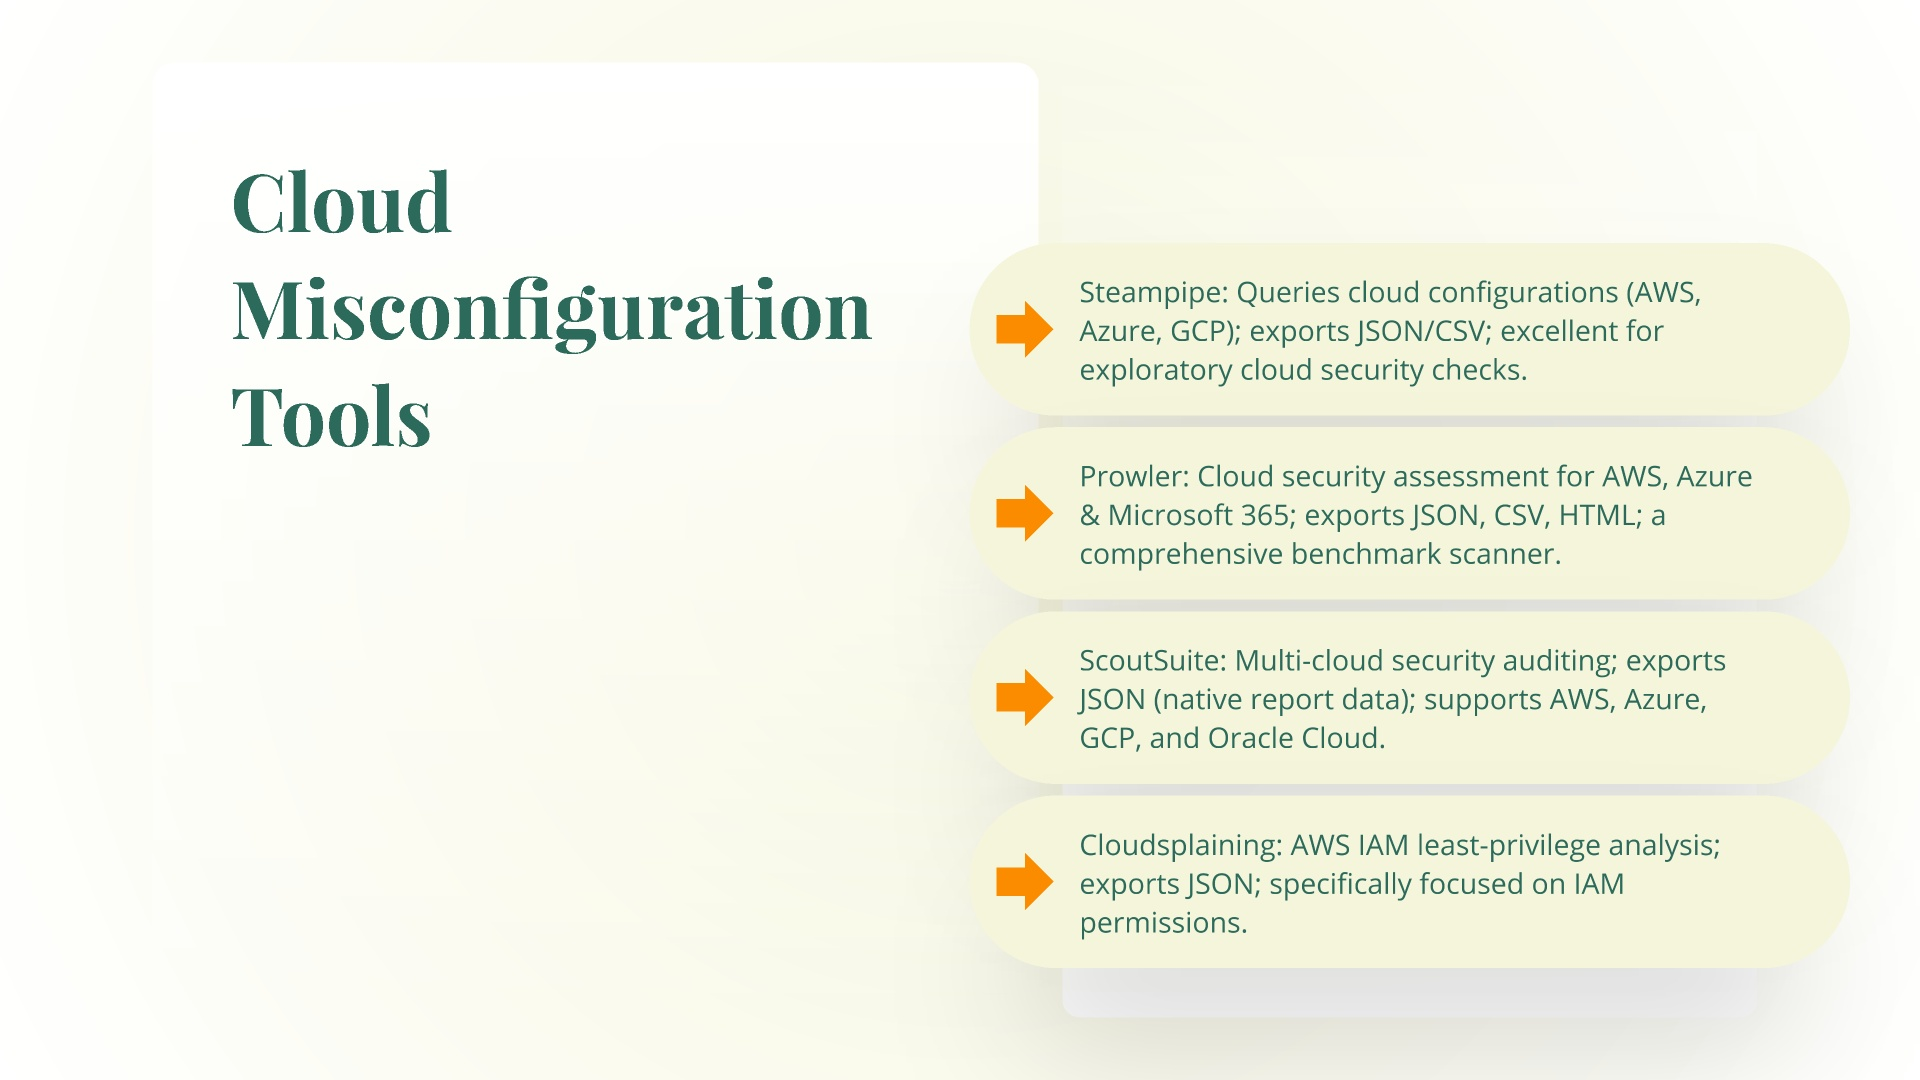 Cloud
Misconfiguration
Tools
Steampipe: Queries cloud configurations (AWS,
Azure, GCP); exports JSON/CSV; excellent for
exploratory cloud security checks.
Prowler: Cloud security assessment for AWS, Azure
& Microsoft 365; exports JSON, CSV, HTML; a
comprehensive benchmark scanner.
ScoutSuite: Multi-cloud security auditing; exports
JSON (native report data); supports AWS, Azure,
GCP, and Oracle Cloud.
Cloudsplaining: AWS IAM least-privilege analysis;
exports JSON; specifically focused on IAM
permissions.